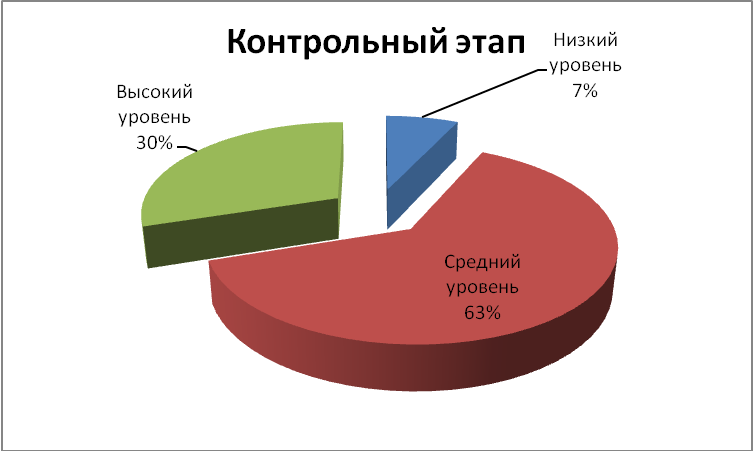 Контрольный этап
Низкий
уровень
7%
Высокий
уровень
30%
Средний
уровень
63%